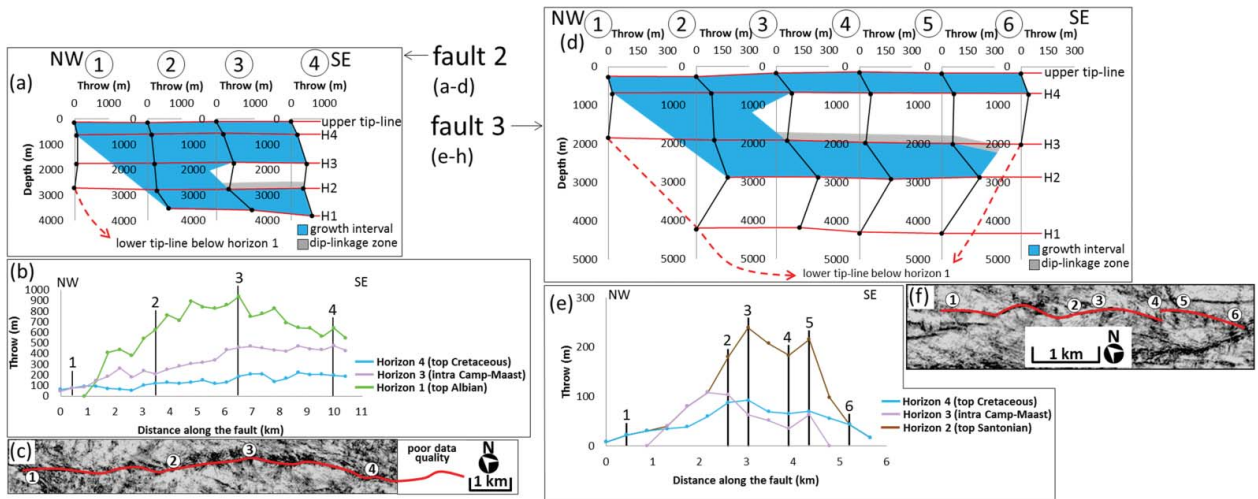 NW 1 2 3 4 SE
(a)
Throw (m) Throw (m) Throw (m) Throw (m)
0 1000 0 1000 0 1000 0 1000
Depth (m)
0 0 0 0 0
1000 1000 1000 1000 1000
2000 2000 2000 2000 2000
3000 3000 3000 3000 3000
4000 4000 4000 4000 4000
upper tip-line
H4
H3
H2
H1
growth interval
dip-linkage zone
lower tip-line below horizon 1
fault 2
(a-d)
fault 3
(e-h)
NW 1 2 3 4 5 6 SE
(d)
Throw (m) Throw (m) Throw (m) Throw (m) Throw (m) Throw (m)
0 150 300 0 150 300 0 150 300 0 150 300 0 150 300 0 150 300
Depth (m)
0 0 0 0 0 0
1000 1000 1000 1000 1000 1000
2000 2000 2000 2000 2000 2000
3000 3000 3000 3000 3000 3000
4000 4000 4000 4000 4000 4000
5000 5000 5000 5000 5000 5000
upper tip-line
H4
H3
H2
H1
growth interval
dip-linkage zone
lower tip-line below horizon 1
(b)
NW SE
Throw (m)
1000
900
800
700
600
500
400
300
200
100
0
1 2 3 4
Horizon 4 (top Cretaceous)
Horizon 3 (intra Camp-Maast)
Horizon 1 (top Albian)
0 1 2 3 4 5 6 7 8 9 10 11
Distance along the fault (km)
(c)
1 2 3 4
poor data
quality
N
1 km
(e)
NW SE
Throw (m)
300
200
100
0
1 2 3 4 5 6
Horizon 4 (top Cretaceous)
Horizon 3 (intra Camp-Maast)
Horizon 2 (top Santonian)
0 1 2 3 4 5 6
Distance along the fault (km)
(f)
1 2 3 4 5 6
N
1 km